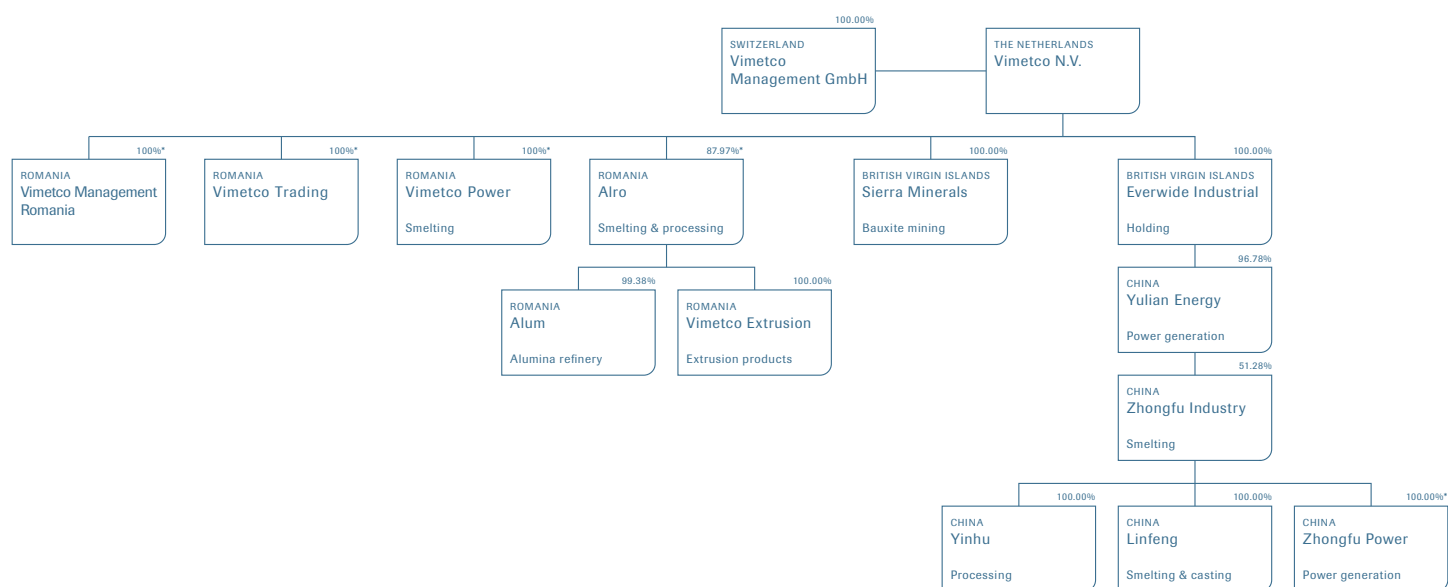 100.00%
SWITZERLAND
Vimetco
Management GmbH
THE NETHERLANDS
Vimetco N.V.
100%*
ROMANIA
Vimetco Management
Romania
100%*
ROMANIA
Vimetco Trading
100%*
ROMANIA
Vimetco Power
Smelting
87.97%*
ROMANIA
Alro
Smelting & processing
100.00%
BRITISH VIRGIN ISLANDS
Sierra Minerals
Bauxite mining
100.00%
BRITISH VIRGIN ISLANDS
Everwide Industrial
Holding
99.38%
ROMANIA
Alum
Alumina refinery
100.00%
ROMANIA
Vimetco Extrusion
Extrusion products
96.78%
CHINA
Yulian Energy
Power generation
51.28%
CHINA
Zhongfu Industry
Smelting
100.00%
CHINA
Yinhu
Processing
100.00%
CHINA
Linfeng
Smelting & casting
100.00%*
CHINA
Zhongfu Power
Power generation